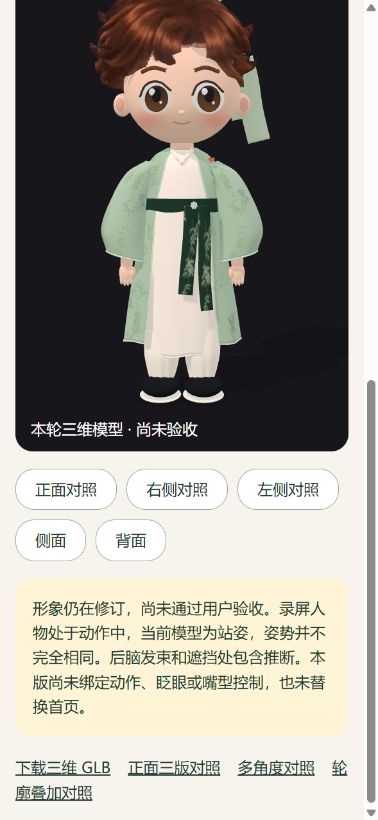 本轮三维模型 · 尚未验收
正面对照 右侧对照 左侧对照
侧面 背面
形象仍在修订，尚未通过用户验收。录屏人
物处于动作中，当前模型为站姿，姿势并不
完全相同。后脑发束和遮挡处包含推断。本
版尚未绑定动作、眨眼或嘴型控制，也未替
换首页。
下载三维 GLB 正面三版对照 多角度对照 轮
廓叠加对照